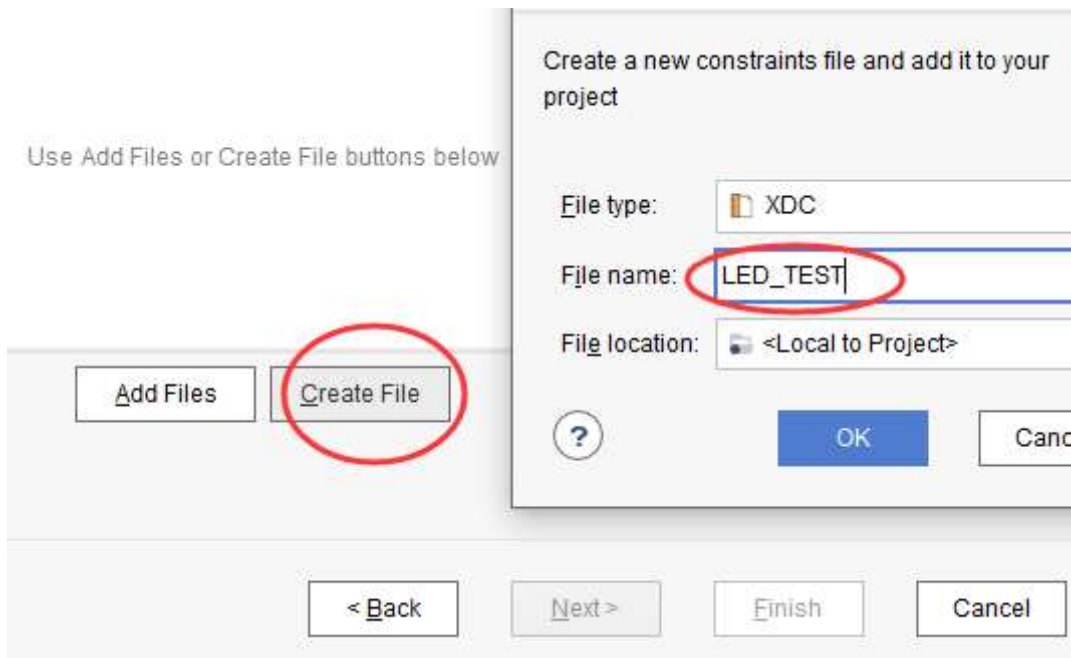 Create a new constraints file and add it to your
project
Use Add Files or Create File buttons below
File type: XDC
File name: LED_TEST
File location: <Local to Project>
Add Files Create File
? OK Canc
< Back Next > Finish Cancel